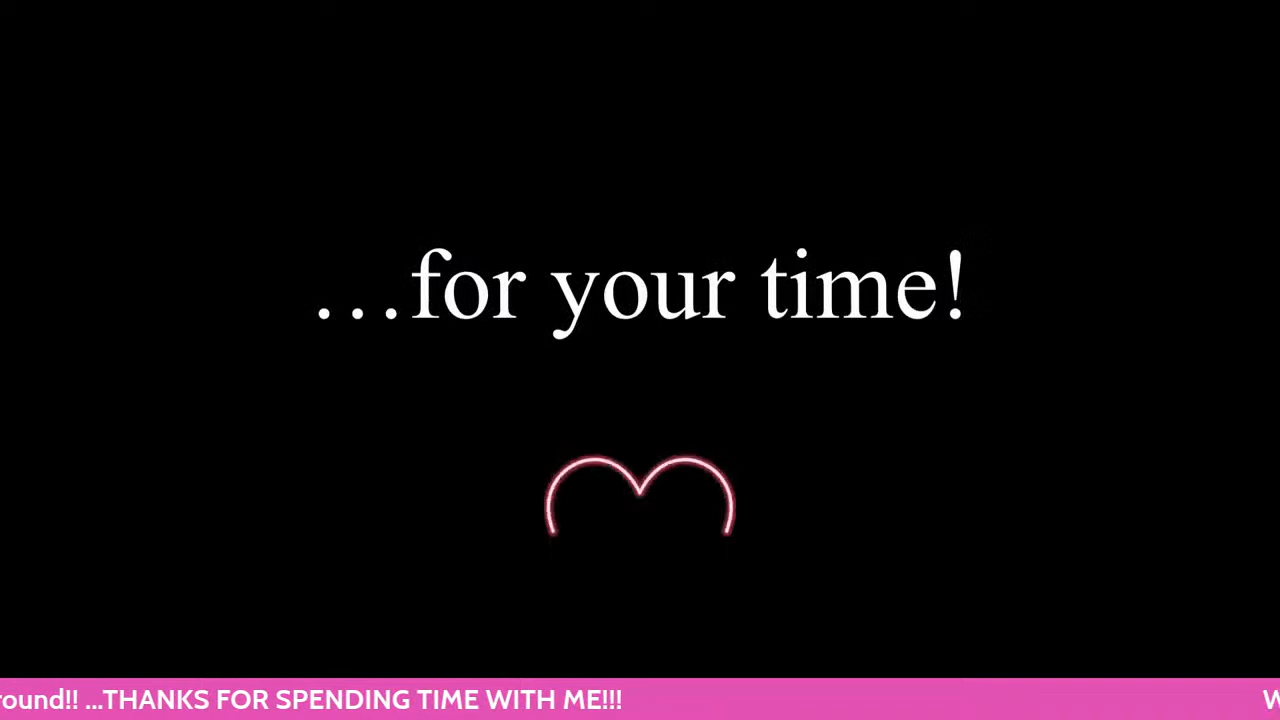 …for your time!
round!! ...THANKS FOR SPENDING TIME WITH ME!!!